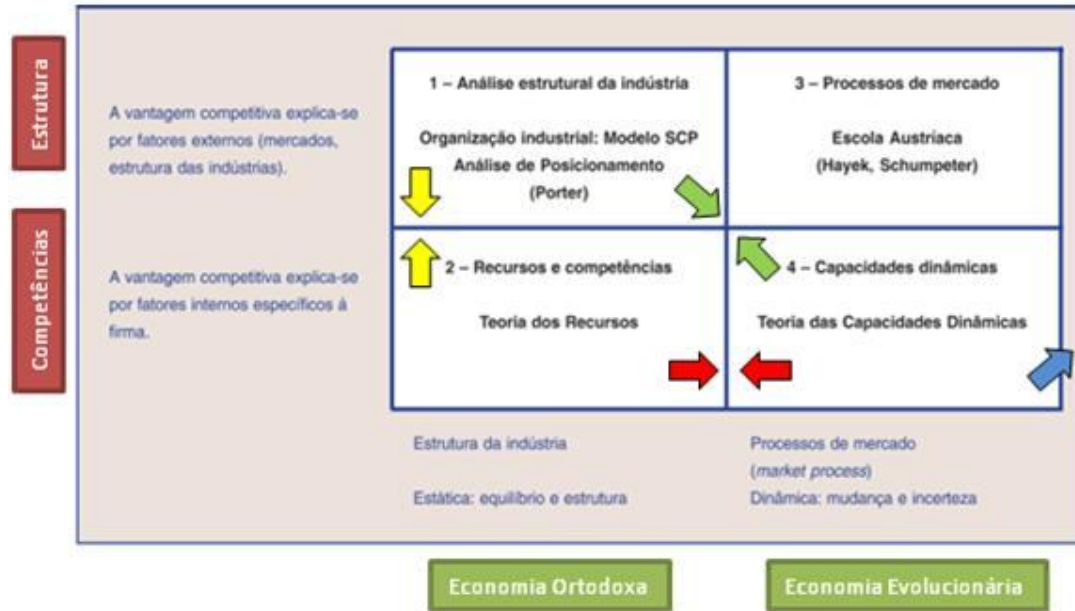 Estrutura
A vantagem competitiva explica-se
por fatores externos (mercados,
estrutura das indústrias).
1 – Análise estrutural da indústria
Organização industrial: Modelo SCP
Análise de Posicionamento
(Porter)
3 – Processos de mercado
Escola Austríaca
(Hayek, Schumpeter)
Competências
A vantagem competitiva explica-se
por fatores internos específicos à
firma.
2 – Recursos e competências
Teoria dos Recursos
4 – Capacidades dinâmicas
Teoria das Capacidades Dinâmicas
Estrutura da indústria
Estática: equilíbrio e estrutura
Processos de mercado
(market process)
Dinâmica: mudança e incerteza
Economia Ortodoxa
Economia Evolucionária